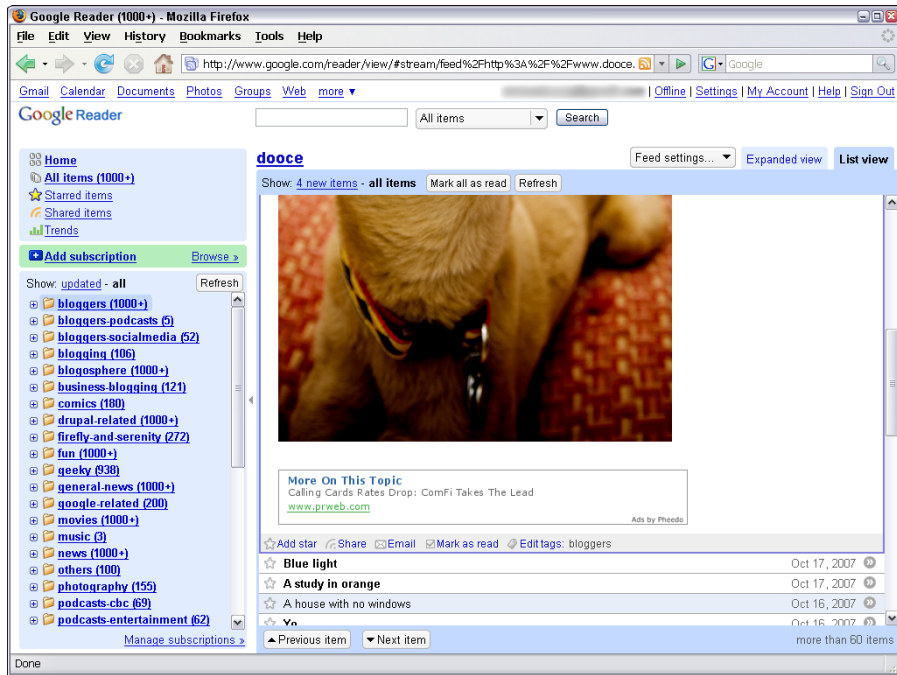 Google Reader (1000+) - Mozilla Firefox
File Edit View History Bookmarks Tools Help
http://www.google.com/reader/view/#stream/feed%2Fhttp%3A%2F%2Fwww.dooce. G Google
Gmail Calendar Documents Photos Groups Web more ▼ | Offline | Settings | My Account | Help | Sign Out
Google Reader All items Search
Home
All items (1000+)
Starred items
Shared items
Trends
Add subscription Browse »
Show: updated - all Refresh
bloggers (1000+)
bloggers-podcasts (5)
bloggers-socialmedia (52)
blogging (106)
blogosphere (1000+)
business-blogging (121)
comics (180)
drupal-related (1000+)
firefly-and-serenity (272)
fun (1000+)
geeky (938)
general-news (1000+)
google-related (200)
movies (1000+)
music (3)
news (1000+)
others (100)
photography (155)
podcasts-cbc (69)
podcasts-entertainment (62)
Manage subscriptions »
dooce Feed settings... Expanded view List view
Show: 4 new items - all items Mark all as read Refresh
More On This Topic
Calling Cards Rates Drop: ComFi Takes The Lead
www.prweb.com
Ads by Pheedo
Add star Share Email Mark as read Edit tags: bloggers
Blue light Oct 17, 2007
A study in orange Oct 17, 2007
A house with no windows Oct 16, 2007
Yo Oct 16, 2007
Previous item Next item more than 60 items
Done